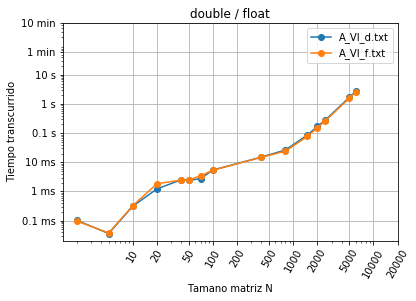 double / float
A_VI_d.txt
A_VI_f.txt
10 min
1 min
10 s
1 s
0.1 s
10 ms
1 ms
0.1 ms
Tiempo transcurrido
10
20
50
100
200
500
1000
2000
5000
10000
20000
Tamano matriz N